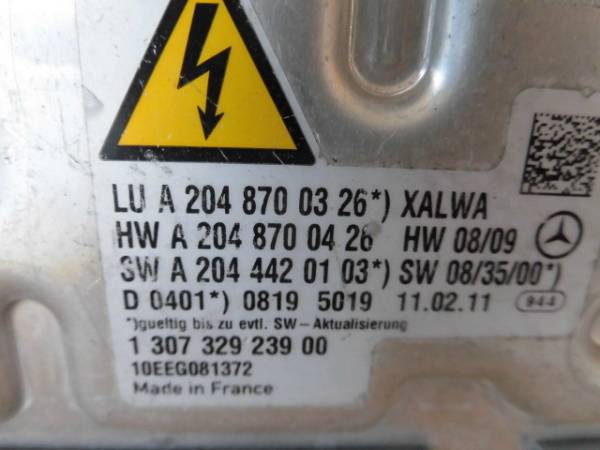 LU A 204 870 03 26*) XALWA
HW A 204 870 04 26 HW 08/09
SW A 204 442 01 03*) SW 08/35/00*)
D 0401*) 0819 5019 11.02.11 944
*)gueltig bis zu evtl. SW-Aktualisierung
1 307 329 239 00
10EEG081372
Made in France